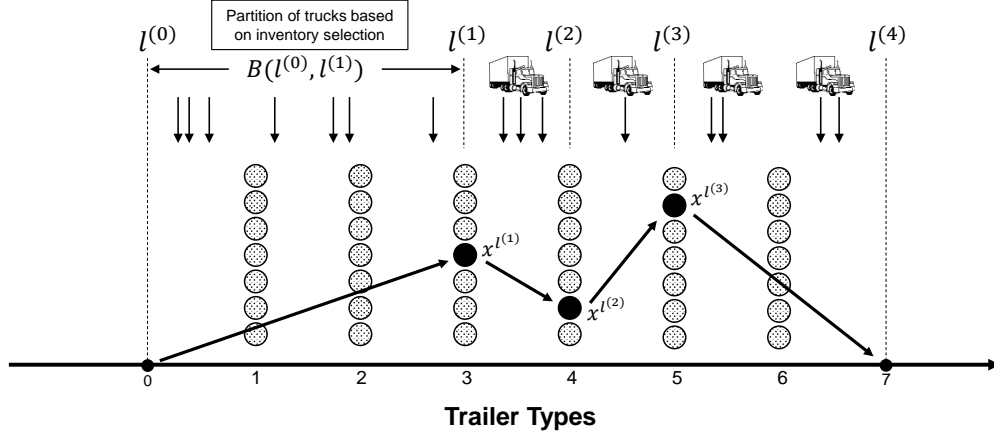 Partition of trucks based
on inventory selection
l^{(0)} l^{(1)} l^{(2)} l^{(3)} l^{(4)}
B(l^{(0)}, l^{(1)})
x^{l^{(3)}}
x^{l^{(1)}}
x^{l^{(2)}}
0 1 2 3 4 5 6 7
Trailer Types